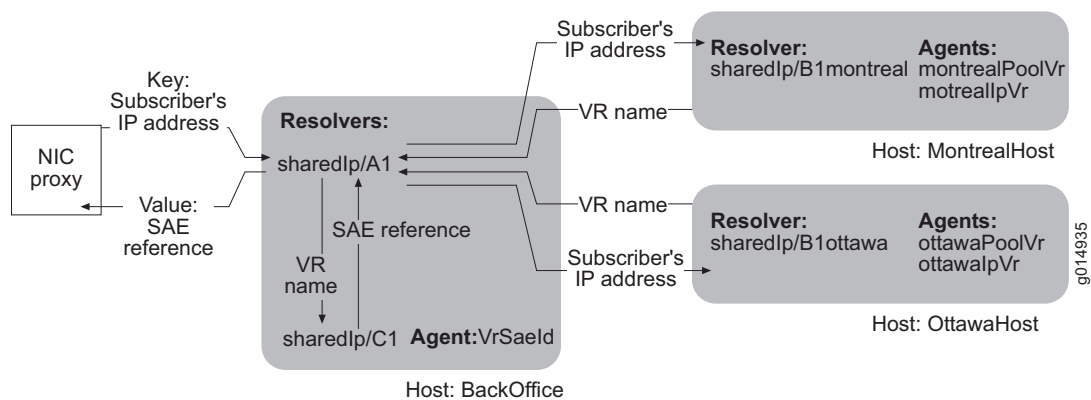 Key:
Subscriber's
IP address
NIC
proxy
Value:
SAE
reference
Resolvers:
sharedIp/A1
SAE reference
VR
name
sharedIp/C1 Agent:VrSaeId
Host: BackOffice
Subscriber's
IP address
VR name
VR name
Subscriber's
IP address
Resolver: Agents:
sharedIp/B1montreal montrealPoolVr
motrealIpVr
Host: MontrealHost
Resolver: Agents:
sharedIp/B1ottawa ottawaPoolVr
ottawaIpVr
Host: OttawaHost
g014935